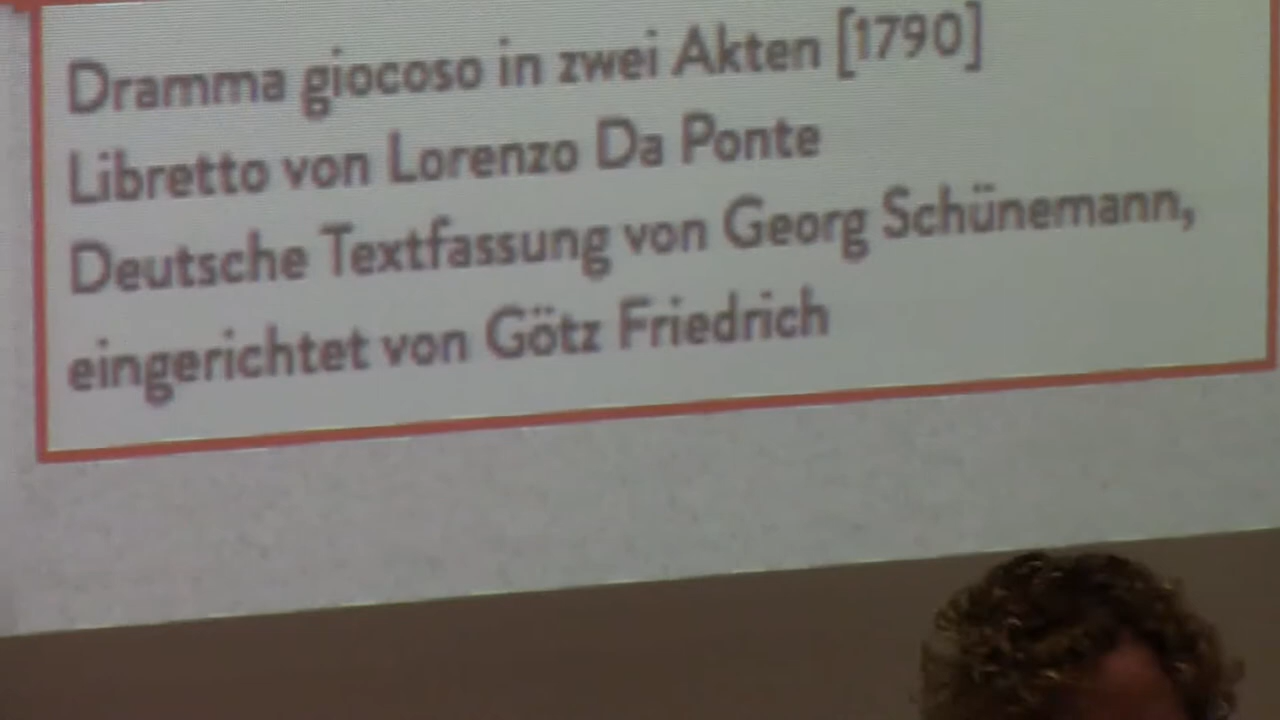 Dramma giocoso in zwei Akten [1790]
Libretto von Lorenzo Da Ponte
Deutsche Textfassung von Georg Schünemann,
eingerichtet von Götz Friedrich